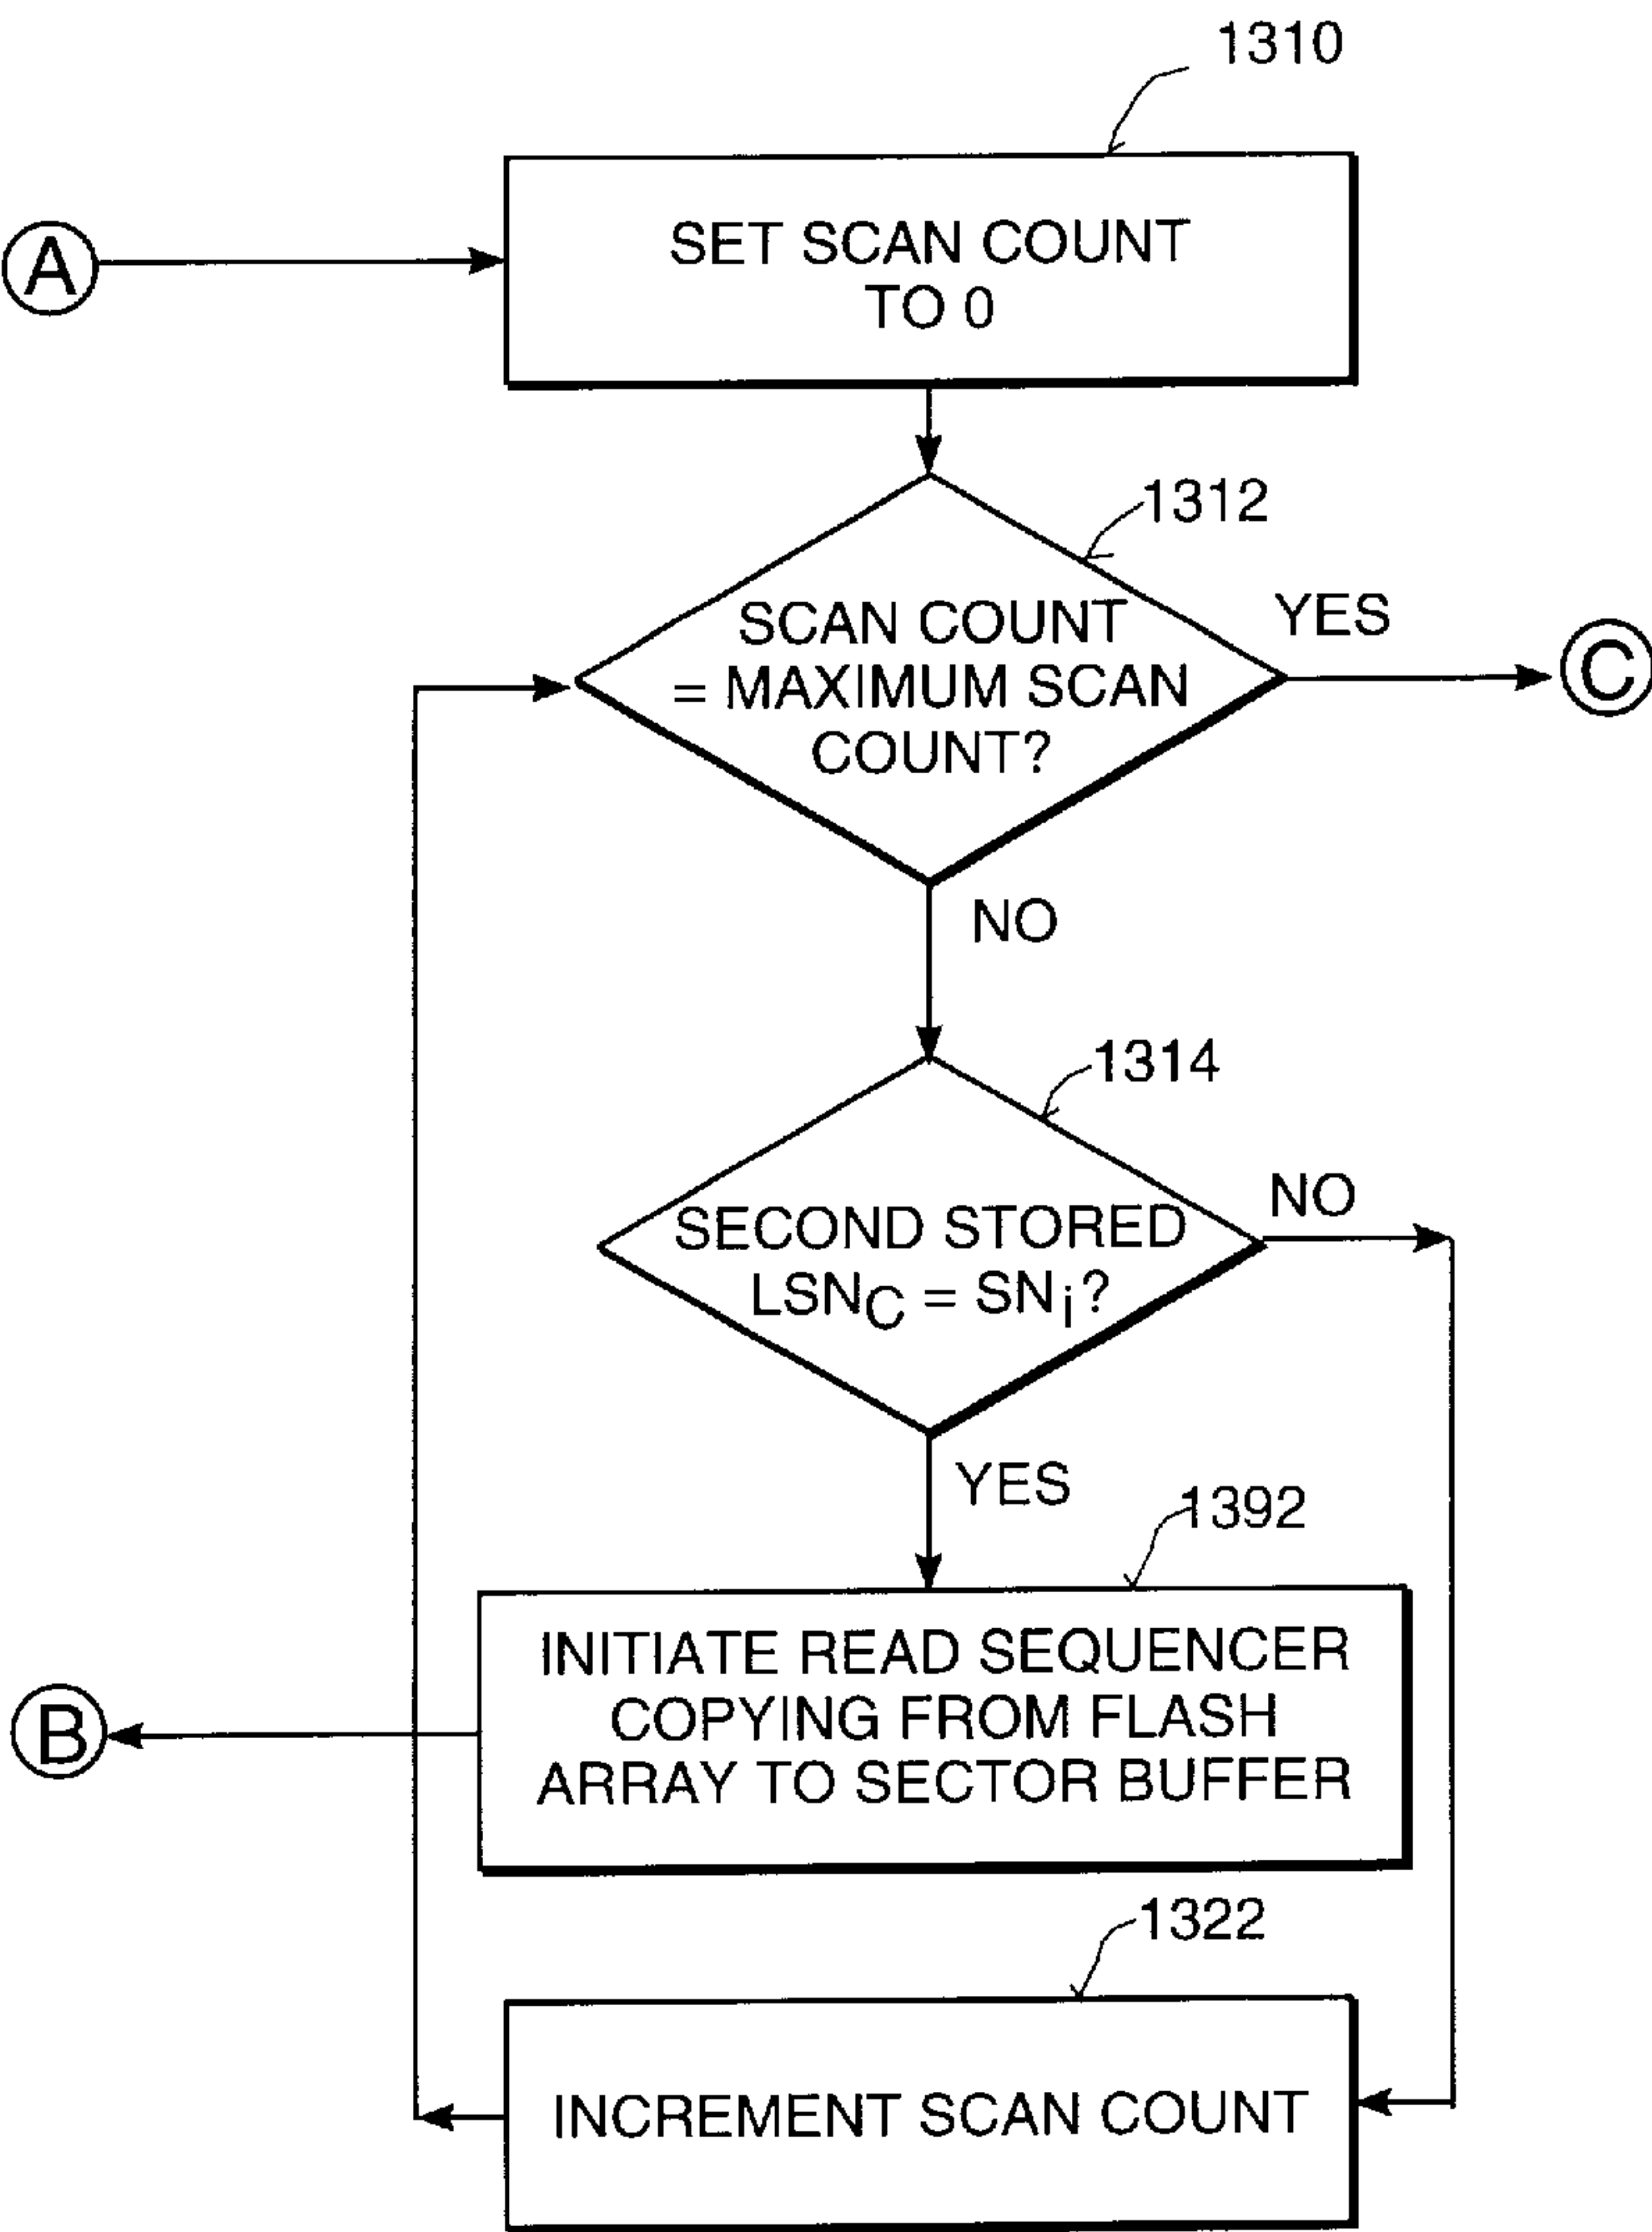 1310
A
SET SCAN COUNT
TO 0
1312
SCAN COUNT
= MAXIMUM SCAN
COUNT?
YES
C
NO
1314
SECOND STORED
LSNC = SNi?
NO
YES
1392
INITIATE READ SEQUENCER
COPYING FROM FLASH
ARRAY TO SECTOR BUFFER
B
1322
INCREMENT SCAN COUNT